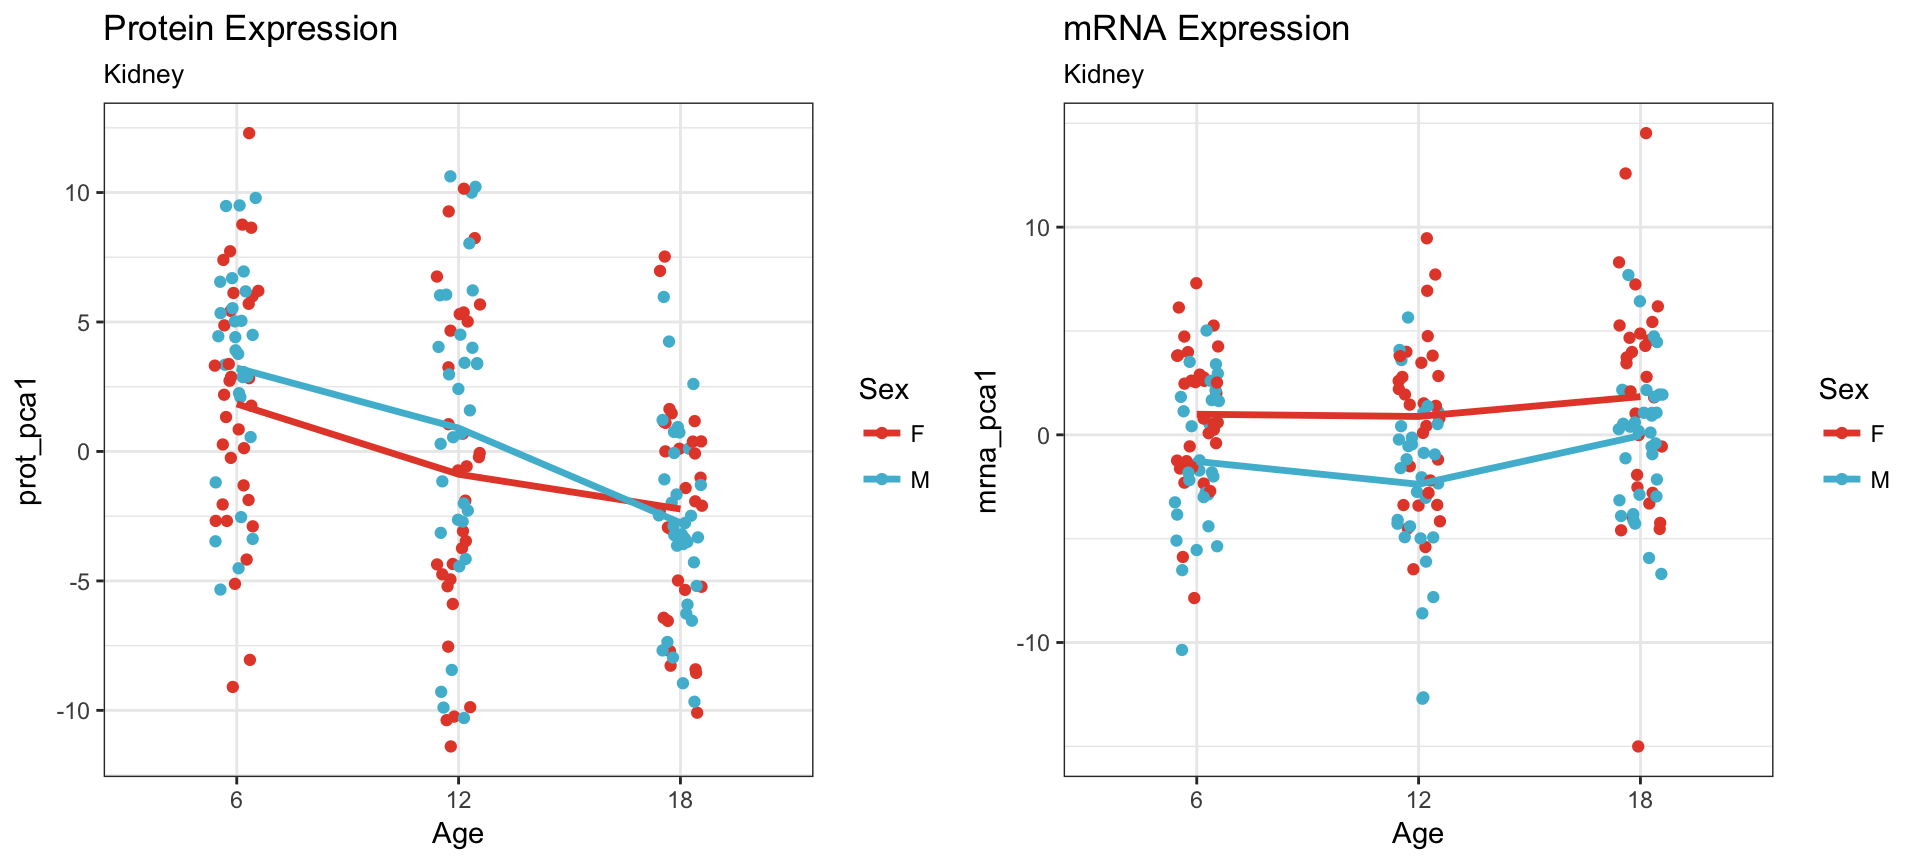 Protein Expression
Kidney
prot_pca1
10
5
0
-5
-10
6
12
18
Age
Sex
F
M
mRNA Expression
Kidney
mrna_pca1
10
0
-10
6
12
18
Age
Sex
F
M